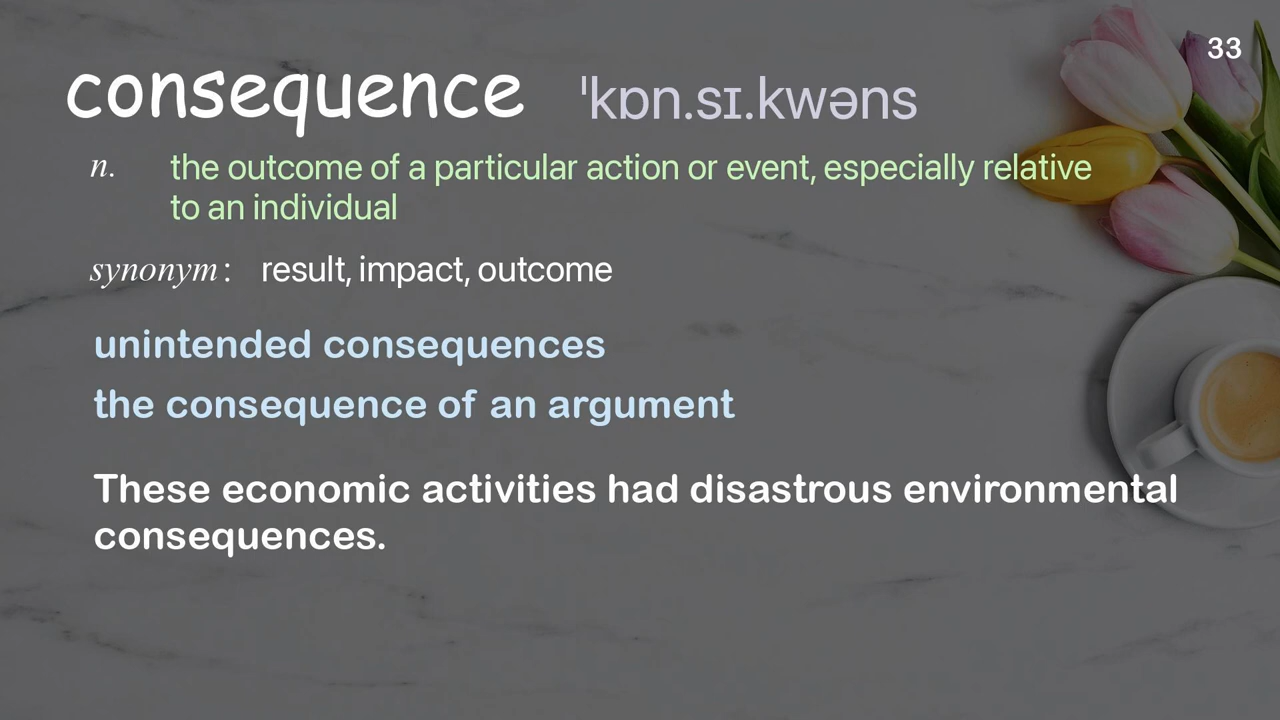 33
consequence ˈkɒn.sɪ.kwəns
n. the outcome of a particular action or event, especially relative
to an individual
synonym: result, impact, outcome
unintended consequences
the consequence of an argument
These economic activities had disastrous environmental
consequences.